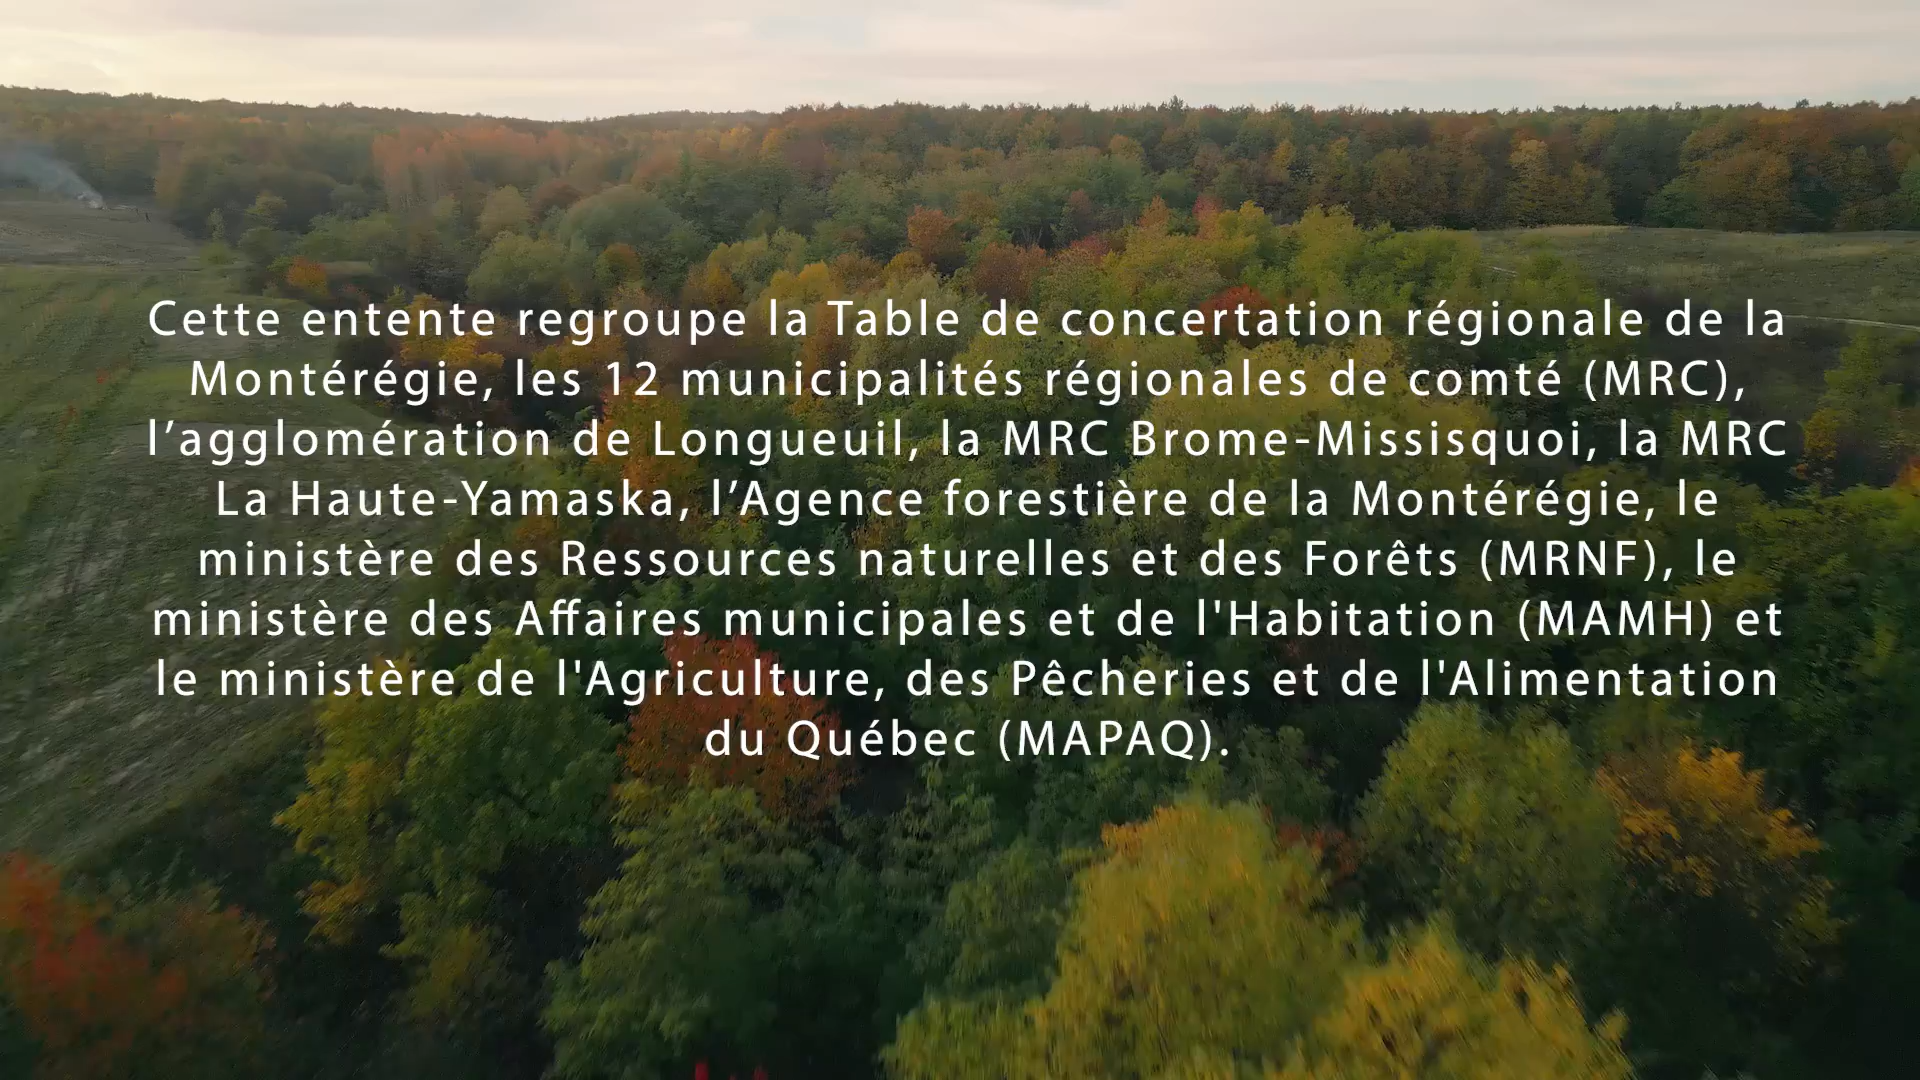 Cette entente regroupe la Table de concertation régionale de la
Montérégie, les 12 municipalités régionales de comté (MRC),
l’agglomération de Longueuil, la MRC Brome-Missisquoi, la MRC
La Haute-Yamaska, l’Agence forestière de la Montérégie, le
ministère des Ressources naturelles et des Forêts (MRNF), le
ministère des Affaires municipales et de l'Habitation (MAMH) et
le ministère de l'Agriculture, des Pêcheries et de l'Alimentation
du Québec (MAPAQ).